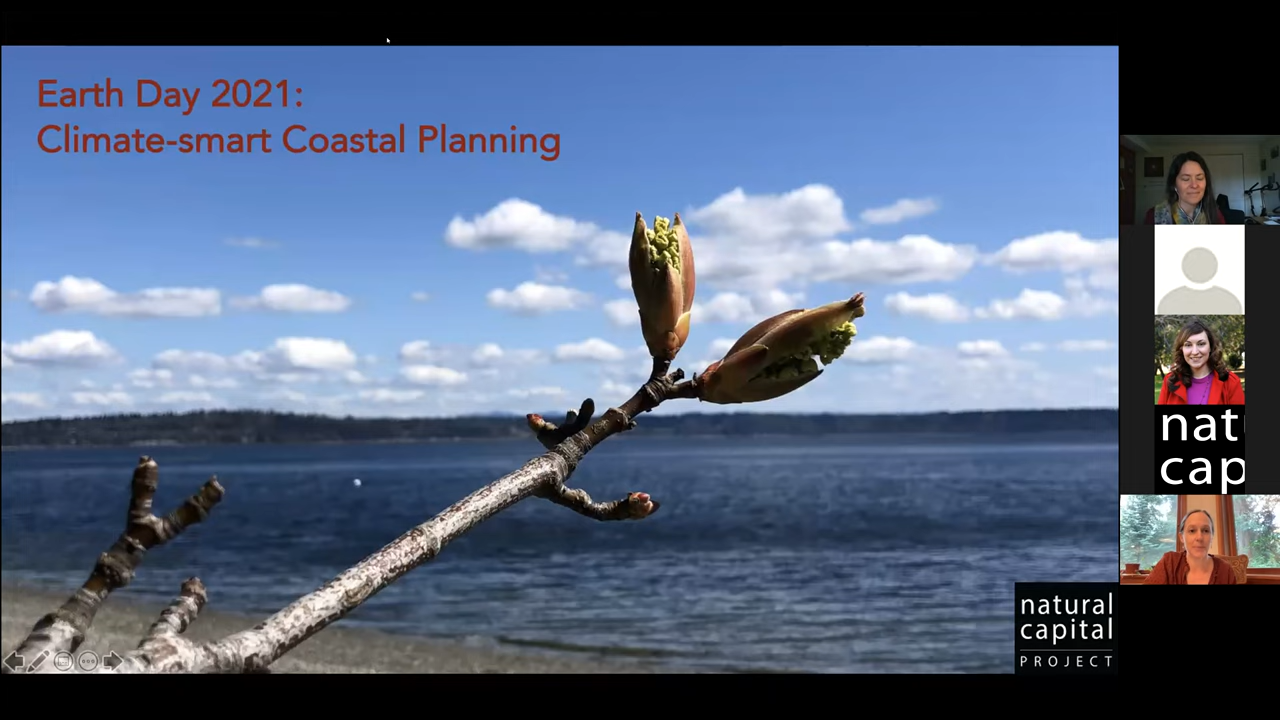 Earth Day 2021:
Climate-smart Coastal Planning
natural
capital
PROJECT
nat
cap